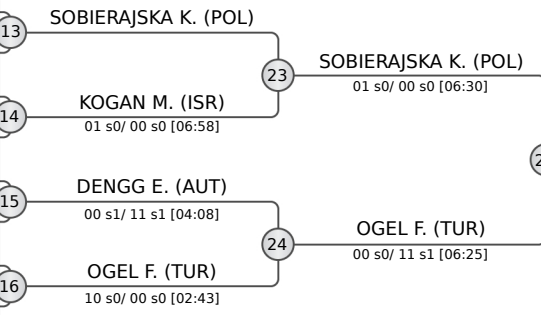 SOBIERAJSKA K. (POL)
13
23
SOBIERAJSKA K. (POL)
01 s0/ 00 s0 [06:30]
KOGAN M. (ISR)
14
01 s0/ 00 s0 [06:58]
DENGG E. (AUT)
15
00 s1/ 11 s1 [04:08]
24
OGEL F. (TUR)
00 s0/ 11 s1 [06:25]
OGEL F. (TUR)
16
10 s0/ 00 s0 [02:43]